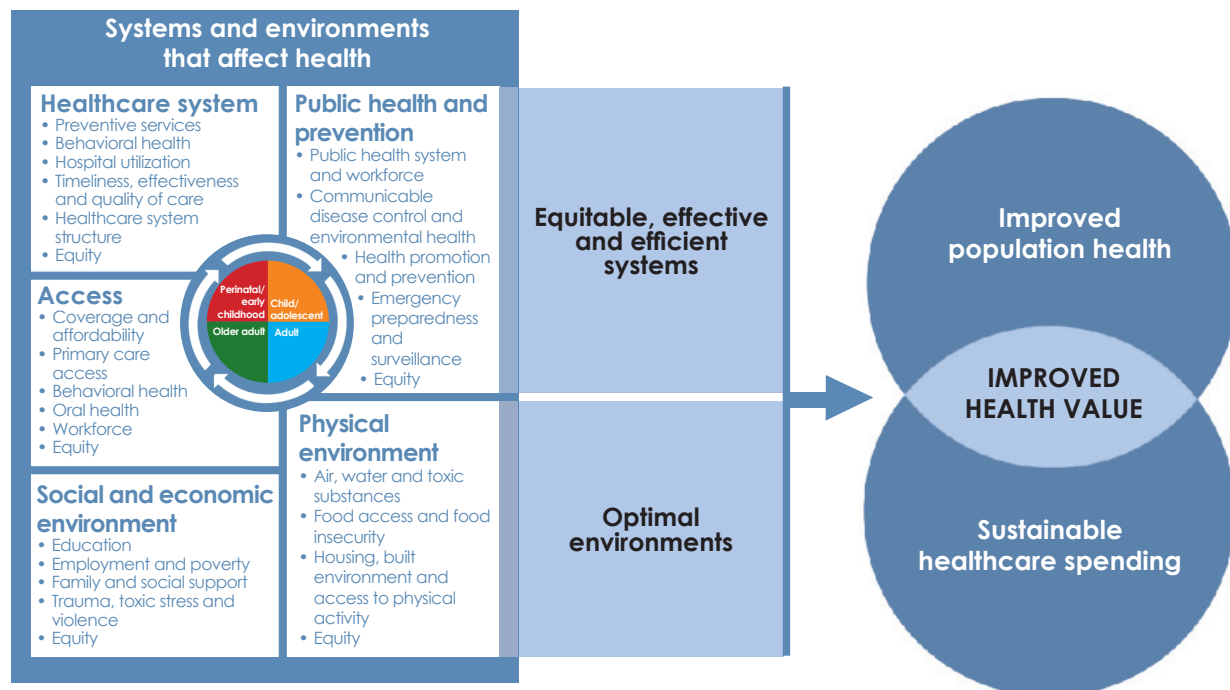 Systems and environments
that affect health
Healthcare system
• Preventive services
• Behavioral health
• Hospital utilization
• Timeliness, effectiveness
and quality of care
• Healthcare system
structure
• Equity
Access
• Coverage and
affordability
• Primary care
access
• Behavioral health
• Oral health
• Workforce
• Equity
Social and economic
environment
• Education
• Employment and poverty
• Family and social support
• Trauma, toxic stress and
violence
• Equity
Public health and
prevention
• Public health system
and workforce
• Communicable
disease control and
environmental health
• Health promotion
and prevention
• Emergency
preparedness
and
surveillance
• Equity
Physical
environment
• Air, water and toxic
substances
• Food access and food
insecurity
• Housing, built
environment and
access to physical
activity
• Equity
Perinatal/
early
childhood
Child/
adolescent
Older adult
Adult
Equitable, effective
and efficient
systems
Optimal
environments
Improved
population health
IMPROVED
HEALTH VALUE
Sustainable
healthcare spending